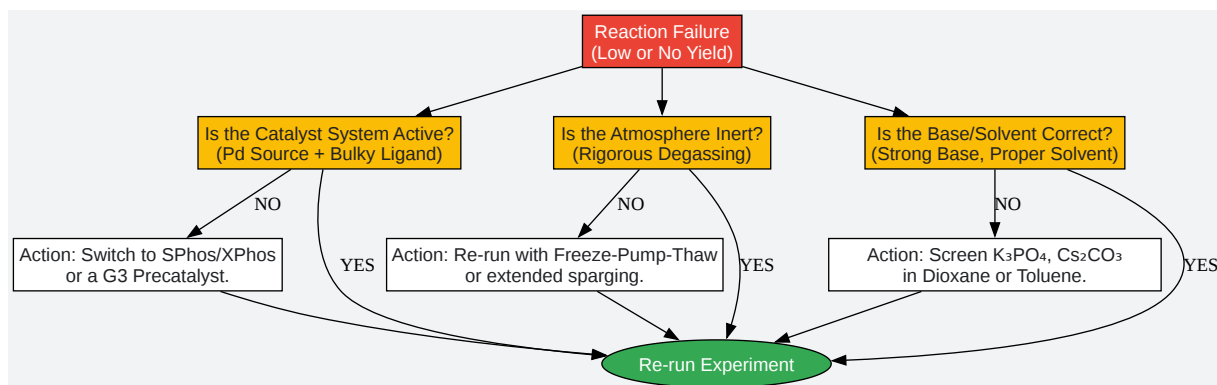 Reaction Failure
(Low or No Yield)
Is the Catalyst System Active?
(Pd Source + Bulky Ligand)
Is the Atmosphere Inert?
(Rigorous Degassing)
Is the Base/Solvent Correct?
(Strong Base, Proper Solvent)
NO
NO
NO
Action: Switch to SPhos/XPhos
or a G3 Precatalyst.
YES
Action: Re-run with Freeze-Pump-Thaw
or extended sparging.
YES
Action: Screen K₃PO₄, Cs₂CO₃
in Dioxane or Toluene.
YES
Re-run Experiment